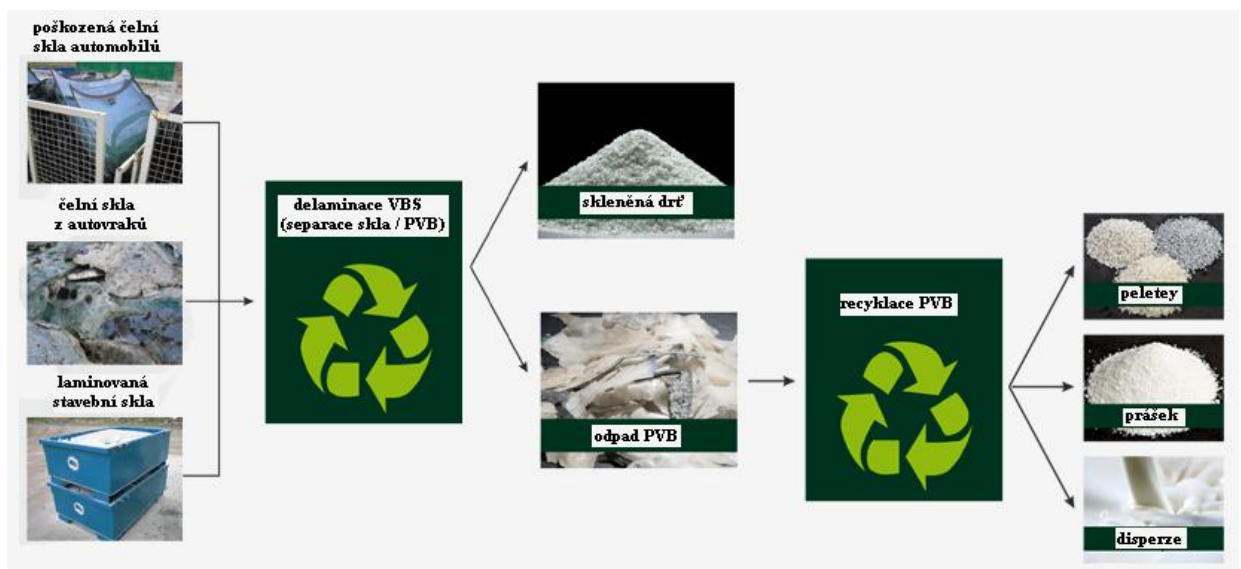 poškozená čelní
skla automobilů
čelní skla
z autovraků
laminovaná
stavební skla
delaminace VBS
(separace skla / PVB)
skleněná drť
odpad PVB
recyklace PVB
peletey
prášek
disperze